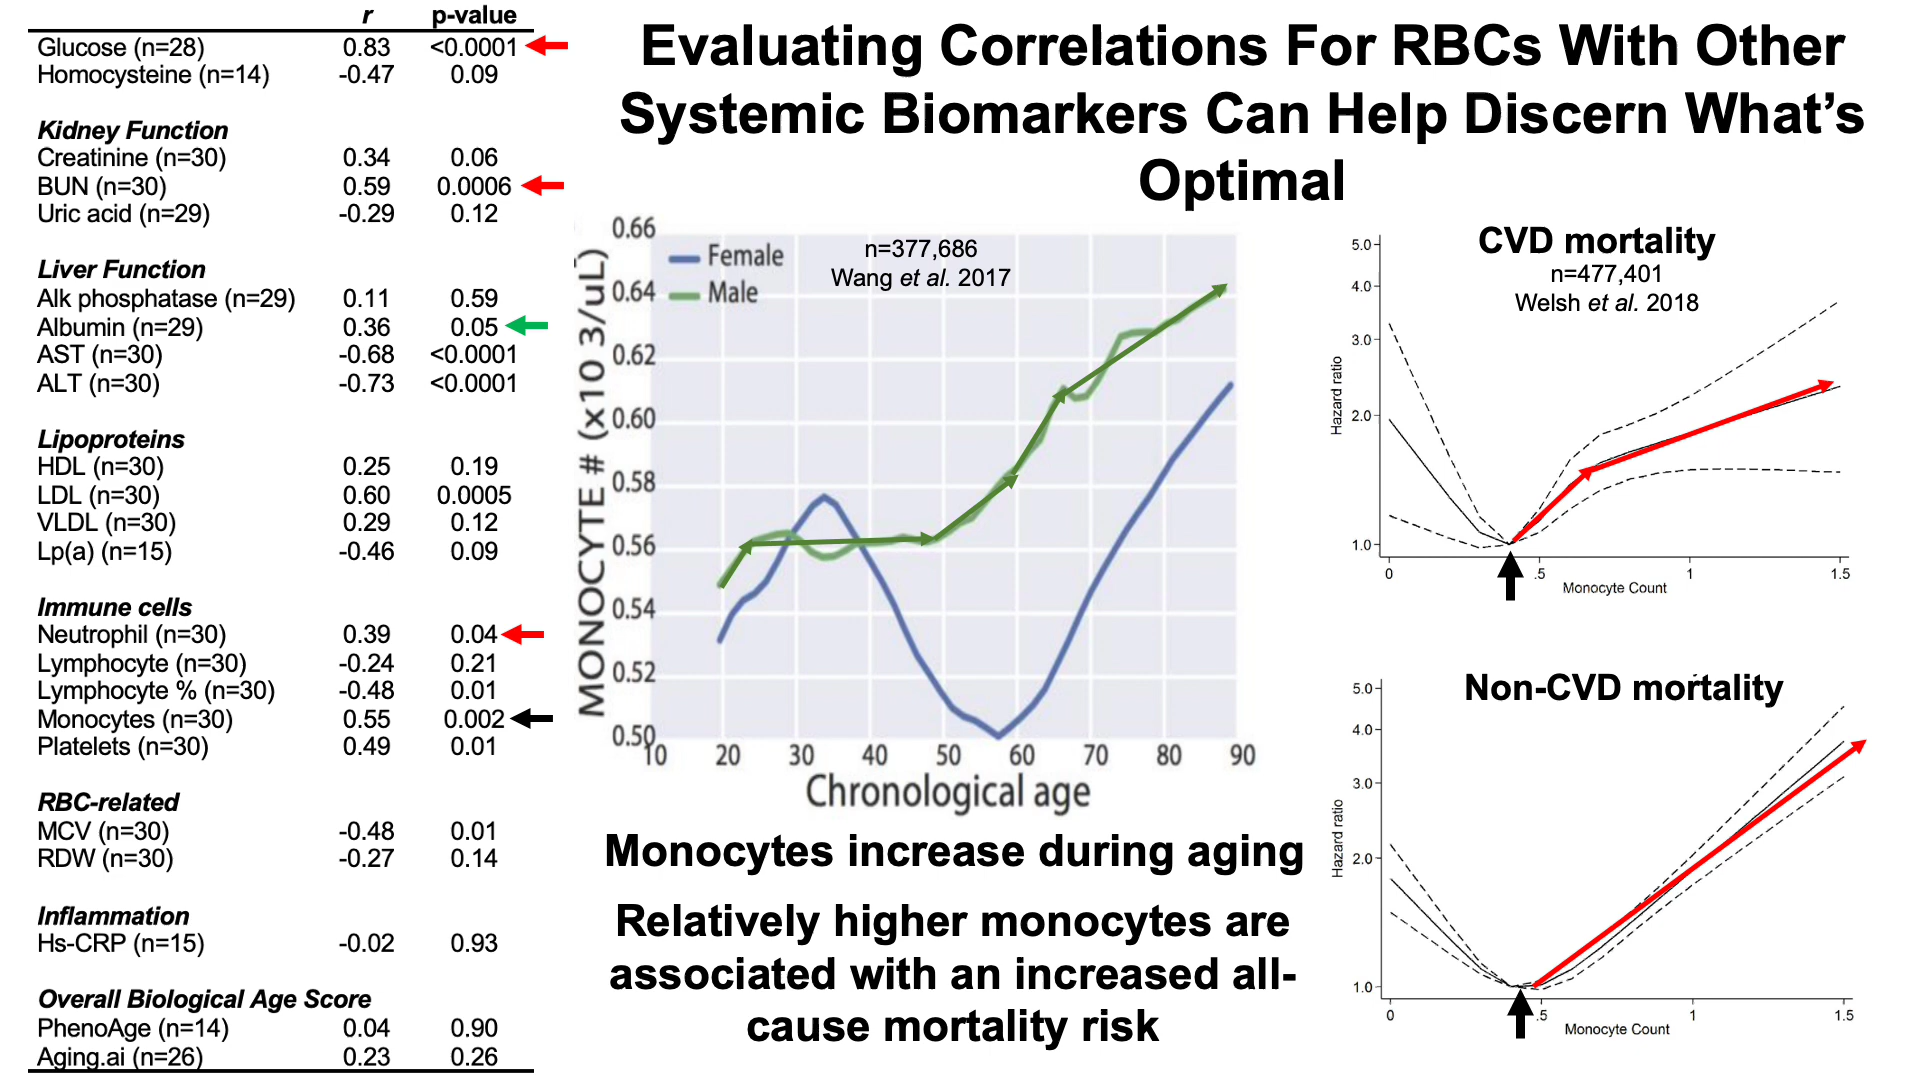 r p-value
Glucose (n=28) 0.83 <0.0001
Homocysteine (n=14) -0.47 0.09
Kidney Function
Creatinine (n=30) 0.34 0.06
BUN (n=30) 0.59 0.0006
Uric acid (n=29) -0.29 0.12
Liver Function
Alk phosphatase (n=29) 0.11 0.59
Albumin (n=29) 0.36 0.05
AST (n=30) -0.68 <0.0001
ALT (n=30) -0.73 <0.0001
Lipoproteins
HDL (n=30) 0.25 0.19
LDL (n=30) 0.60 0.0005
VLDL (n=30) 0.29 0.12
Lp(a) (n=15) -0.46 0.09
Immune cells
Neutrophil (n=30) 0.39 0.04
Lymphocyte (n=30) -0.24 0.21
Lymphocyte % (n=30) -0.48 0.01
Monocytes (n=30) 0.55 0.002
Platelets (n=30) 0.49 0.01
RBC-related
MCV (n=30) -0.48 0.01
RDW (n=30) -0.27 0.14
Inflammation
Hs-CRP (n=15) -0.02 0.93
Overall Biological Age Score
PhenoAge (n=14) 0.04 0.90
Aging.ai (n=26) 0.23 0.26
Evaluating Correlations For RBCs With Other
Systemic Biomarkers Can Help Discern What’s
Optimal
MONOCYTE # (x10 3/uL)
0.66
0.64
0.62
0.60
0.58
0.56
0.54
0.52
0.50
Female
Male
n=377,686
Wang et al. 2017
10 20 30 40 50 60 70 80 90
Chronological age
Monocytes increase during aging
Relatively higher monocytes are
associated with an increased all-
cause mortality risk
CVD mortality
n=477,401
Welsh et al. 2018
Hazard ratio
5.0
4.0
3.0
2.0
1.0
0 .5 1 1.5
Monocyte Count
Non-CVD mortality
Hazard ratio
5.0
4.0
3.0
2.0
1.0
0 .5 1 1.5
Monocyte Count